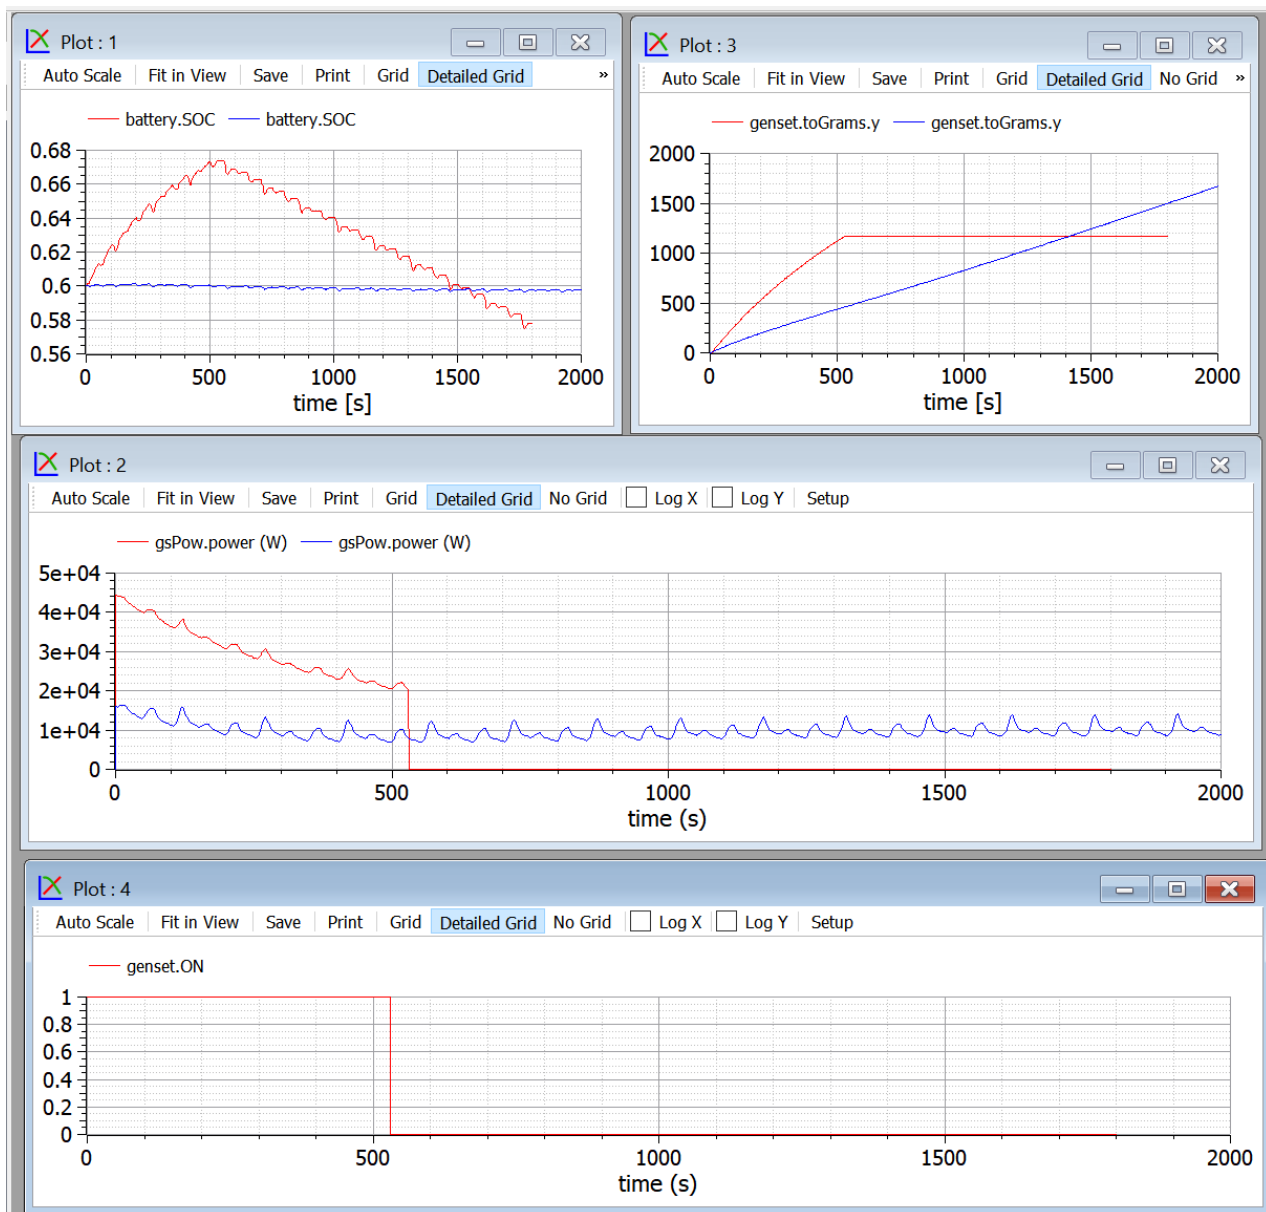 Plot : 1
Auto Scale Fit in View Save Print Grid Detailed Grid »
battery.SOC battery.SOC
0.68
0.66
0.64
0.62
0.6
0.58
0.56
0 500 1000 1500 2000
time [s]
Plot : 3
Auto Scale Fit in View Save Print Grid Detailed Grid No Grid »
genset.toGrams.y genset.toGrams.y
2000
1500
1000
500
0
0 500 1000 1500 2000
time [s]
Plot : 2
Auto Scale Fit in View Save Print Grid Detailed Grid No Grid Log X Log Y Setup
gsPow.power (W) gsPow.power (W)
5e+04
4e+04
3e+04
2e+04
1e+04
0
0 500 1000 1500 2000
time (s)
Plot : 4
Auto Scale Fit in View Save Print Grid Detailed Grid No Grid Log X Log Y Setup
genset.ON
1
0.8
0.6
0.4
0.2
0
0 500 1000 1500 2000
time (s)